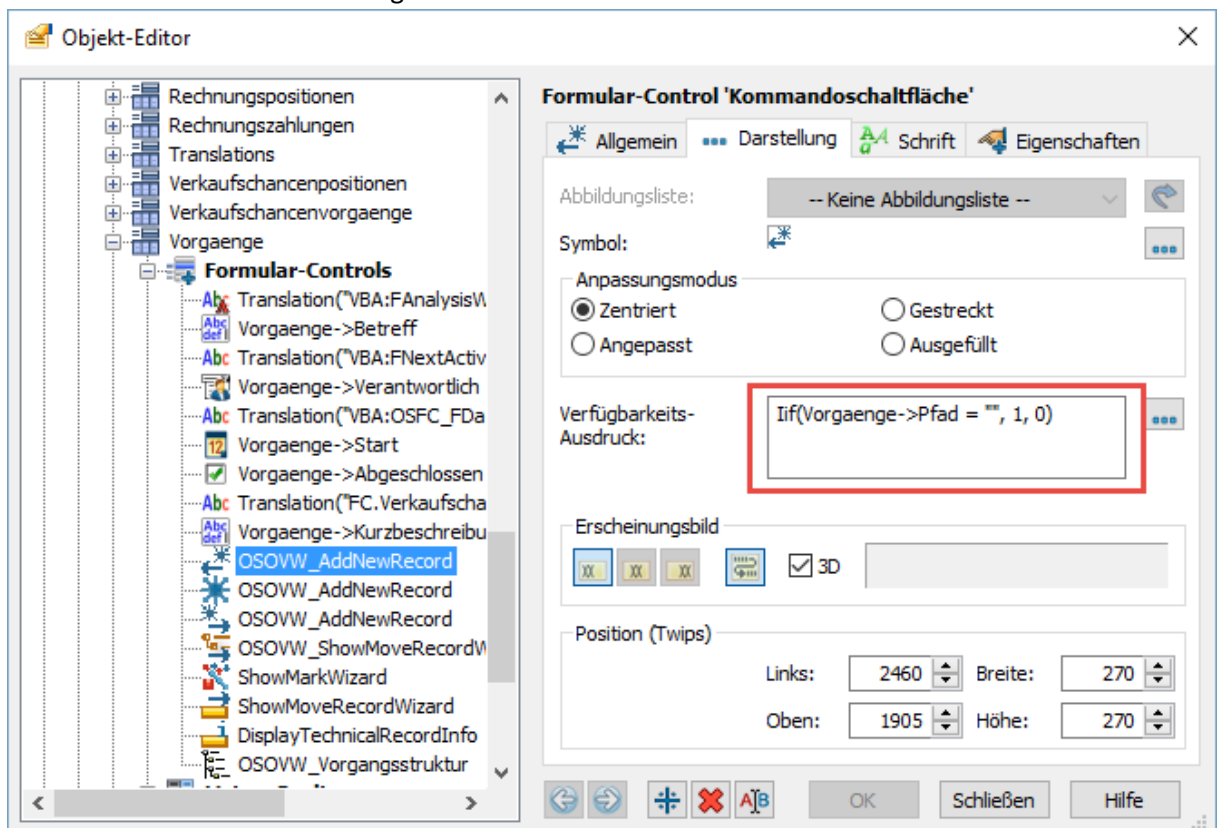 Objekt-Editor
Rechnungspositionen
Rechnungszahlungen
Translations
Verkaufschancenpositionen
Verkaufschancenvorgaenge
Vorgaenge
Formular-Controls
Translation("VBA:FAnalysisW
Vorgaenge->Betreff
Translation("VBA:FNextActiv
Vorgaenge->Verantwortlich
Translation("VBA:OSFC_FDa
Vorgaenge->Start
Vorgaenge->Abgeschlossen
Translation("FC.Verkaufscha
Vorgaenge->Kurzbeschreibu
OSOVW_AddNewRecord
OSOVW_AddNewRecord
OSOVW_AddNewRecord
OSOVW_ShowMoveRecordW
ShowMarkWizard
ShowMoveRecordWizard
DisplayTechnicalRecordInfo
OSOVW_Vorgangsstruktur
Formular-Control 'Kommandoschaltfläche'
Allgemein Darstellung Schrift Eigenschaften
Abbildungsliste: -- Keine Abbildungsliste --
Symbol:
Anpassungsmodus
Zentriert Gestreckt
Angepasst Ausgefüllt
Verfügbarkeits-
Ausdruck:
Iif(Vorgaenge->Pfad = "", 1, 0)
Erscheinungsbild
3D
Position (Twips)
Links: 2460 Breite: 270
Oben: 1905 Höhe: 270
OK Schließen Hilfe